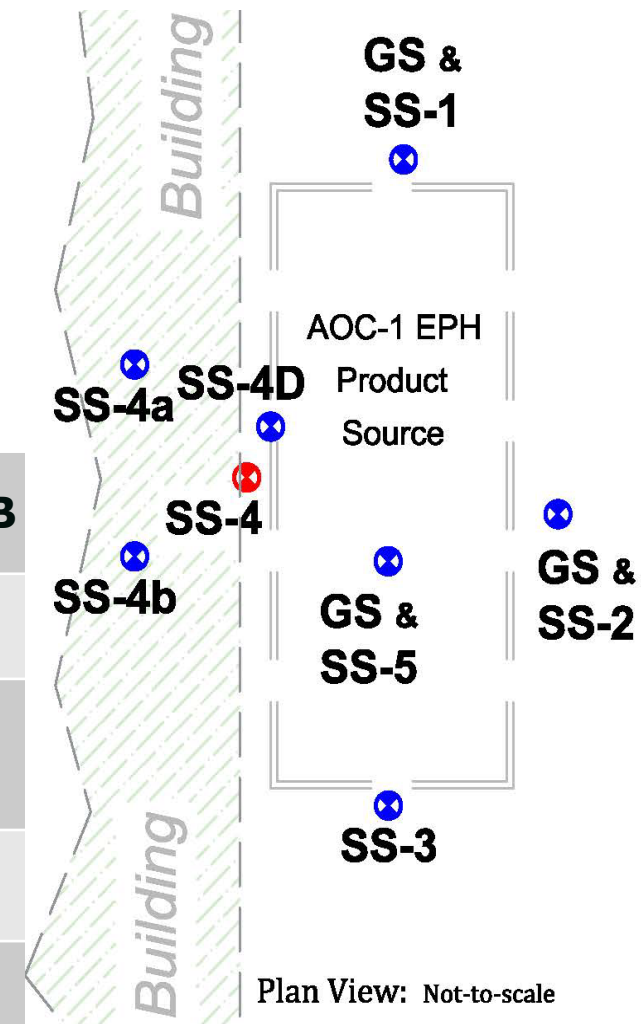 Building
GS &
SS-1
AOC-1 EPH
Product
Source
SS-4a
SS-4D
SS-4
SS-4b
B
GS &
SS-2
GS &
SS-5
SS-3
Building
Plan View: Not-to-scale